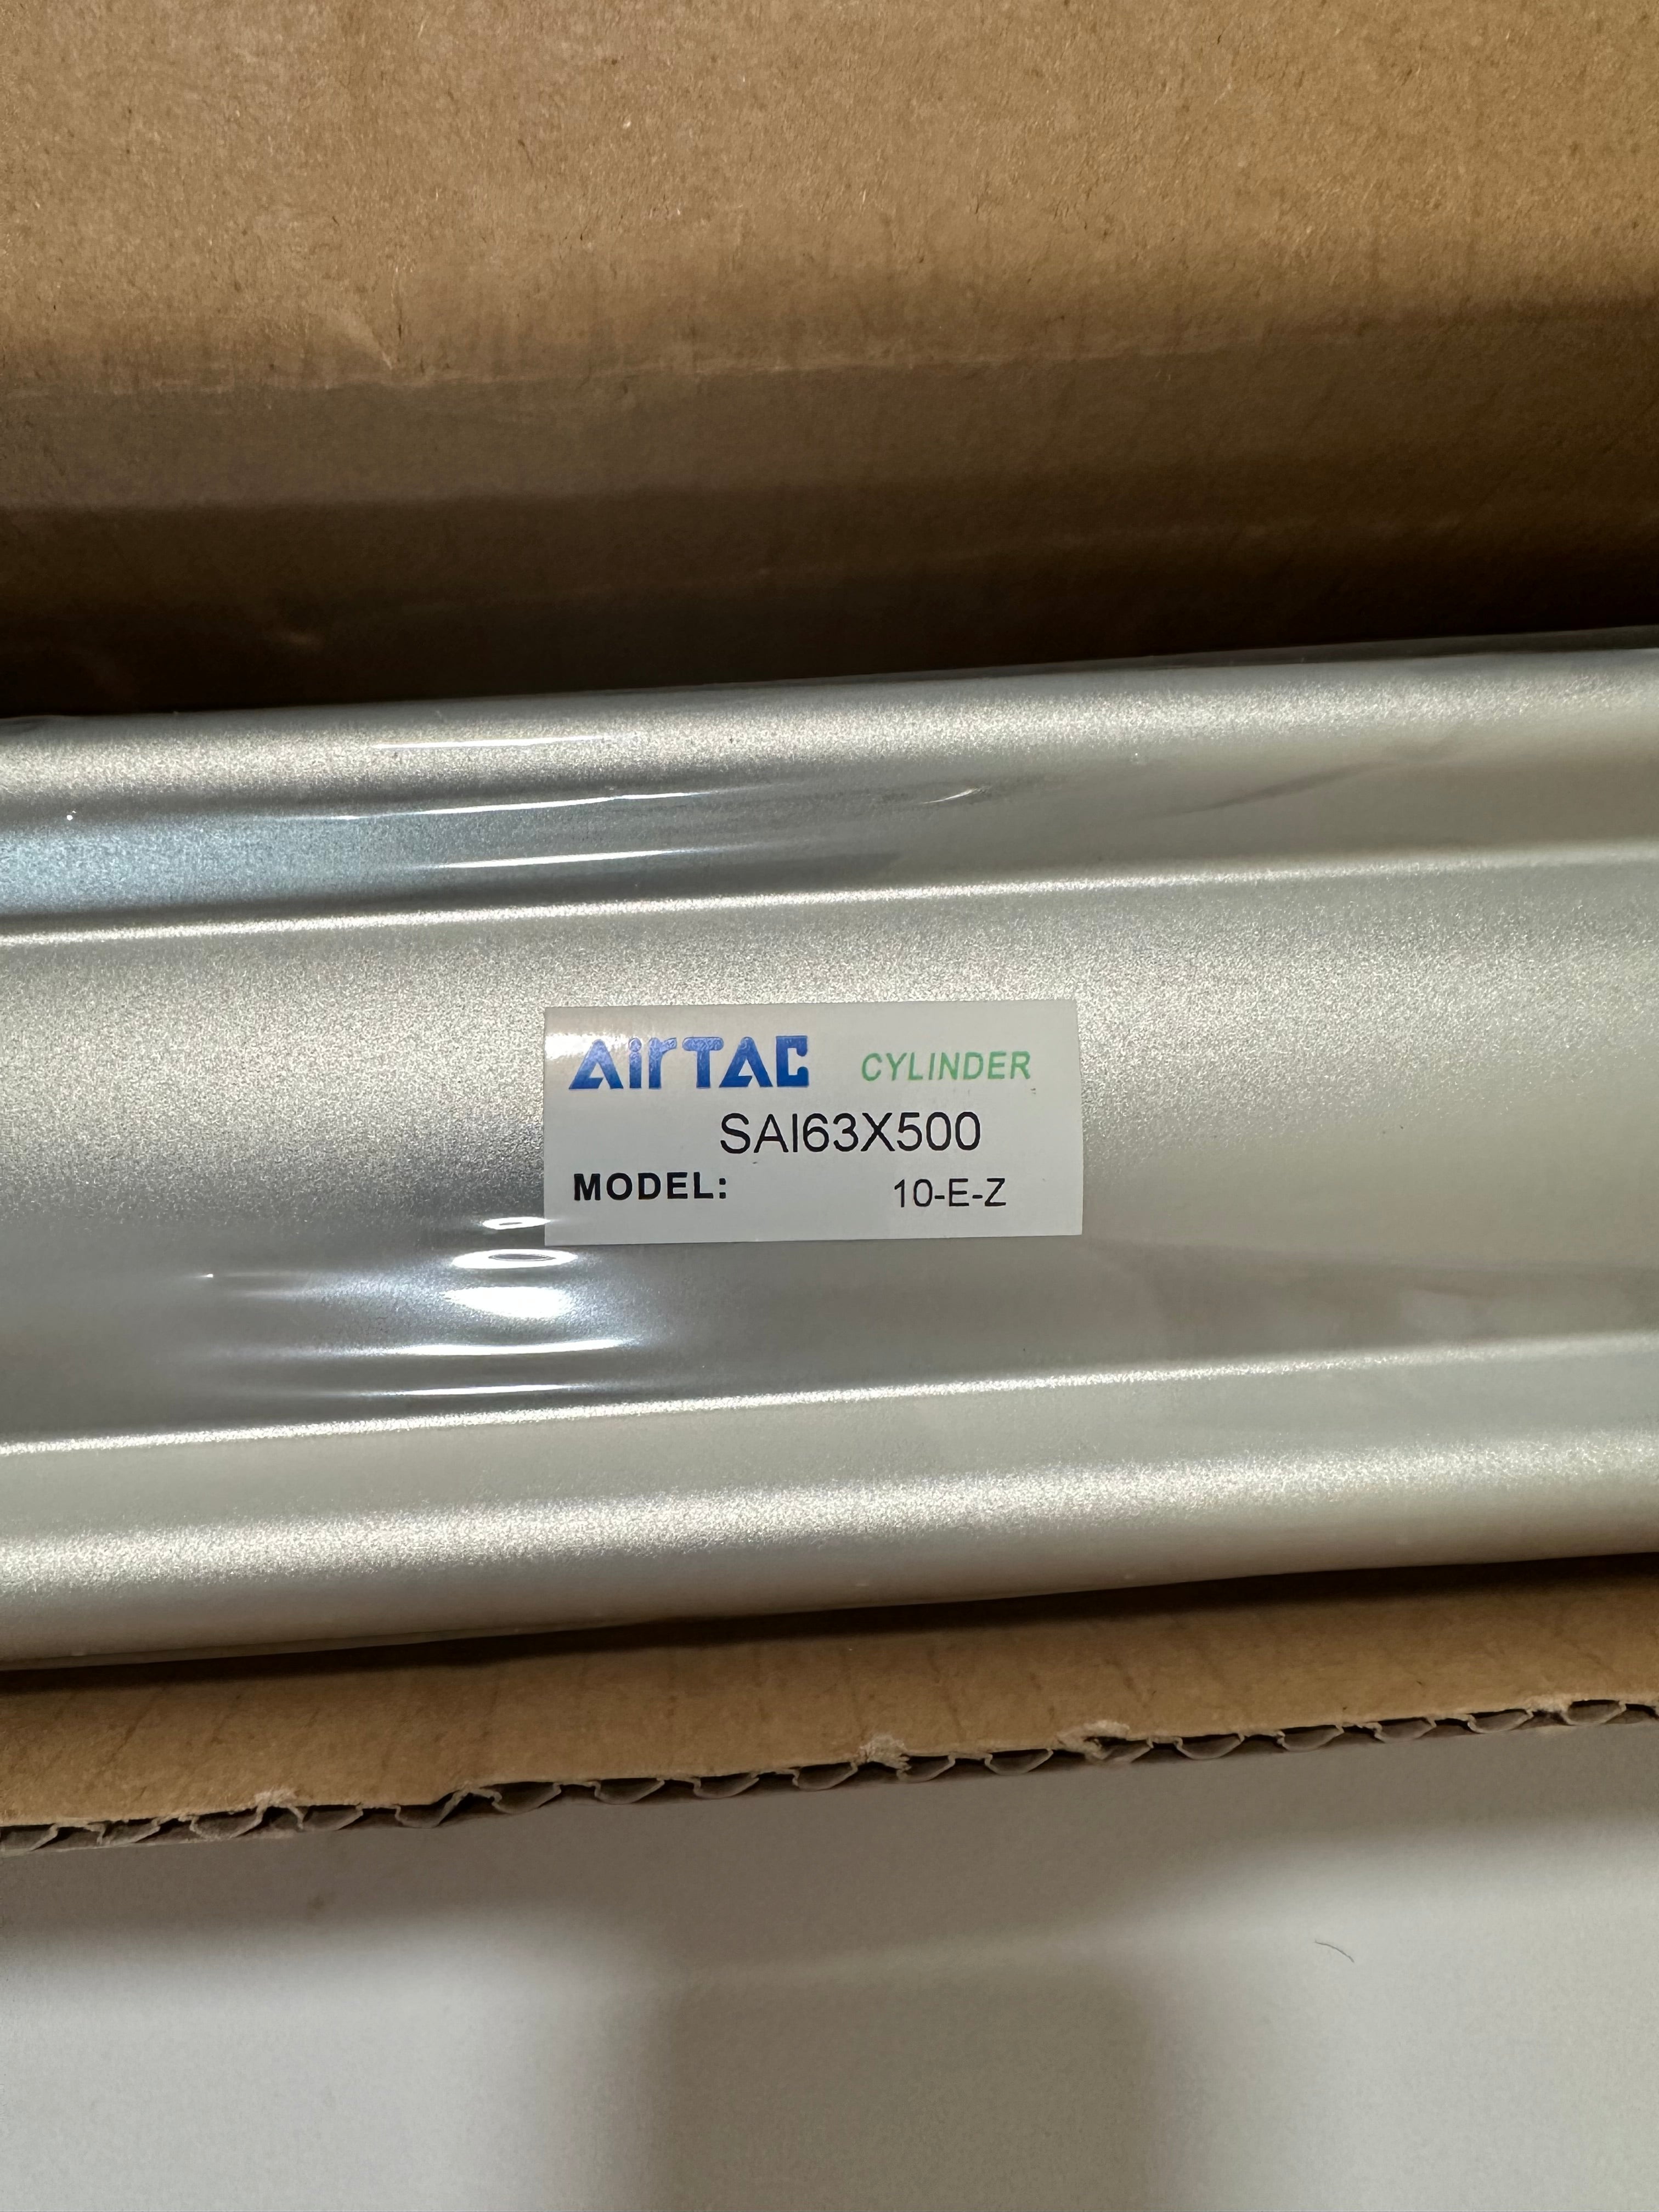 AirTAC CYLINDER
SAI63X500
MODEL: 10-E-Z